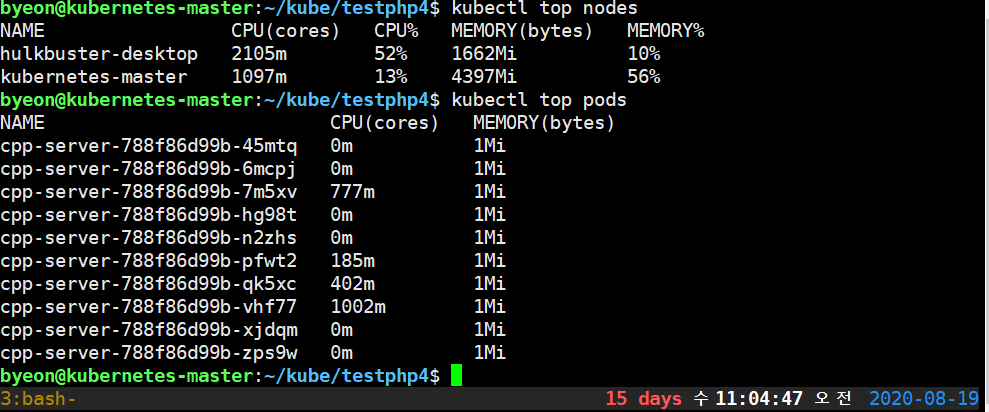 byeon@kubernetes-master:~/kube/testphp4$ kubectl top nodes
NAME CPU(cores) CPU% MEMORY(bytes) MEMORY%
hulkbuster-desktop 2105m 52% 1662Mi 10%
kubernetes-master 1097m 13% 4397Mi 56%
byeon@kubernetes-master:~/kube/testphp4$ kubectl top pods
NAME CPU(cores) MEMORY(bytes)
cpp-server-788f86d99b-45mtq 0m 1Mi
cpp-server-788f86d99b-6mcpj 0m 1Mi
cpp-server-788f86d99b-7m5xv 777m 1Mi
cpp-server-788f86d99b-hg98t 0m 1Mi
cpp-server-788f86d99b-n2zhs 0m 1Mi
cpp-server-788f86d99b-pfwt2 185m 1Mi
cpp-server-788f86d99b-qk5xc 402m 1Mi
cpp-server-788f86d99b-vhf77 1002m 1Mi
cpp-server-788f86d99b-xjdqm 0m 1Mi
cpp-server-788f86d99b-zps9w 0m 1Mi
byeon@kubernetes-master:~/kube/testphp4$
3:bash- 15 days 수 11:04:47 오전 2020-08-19